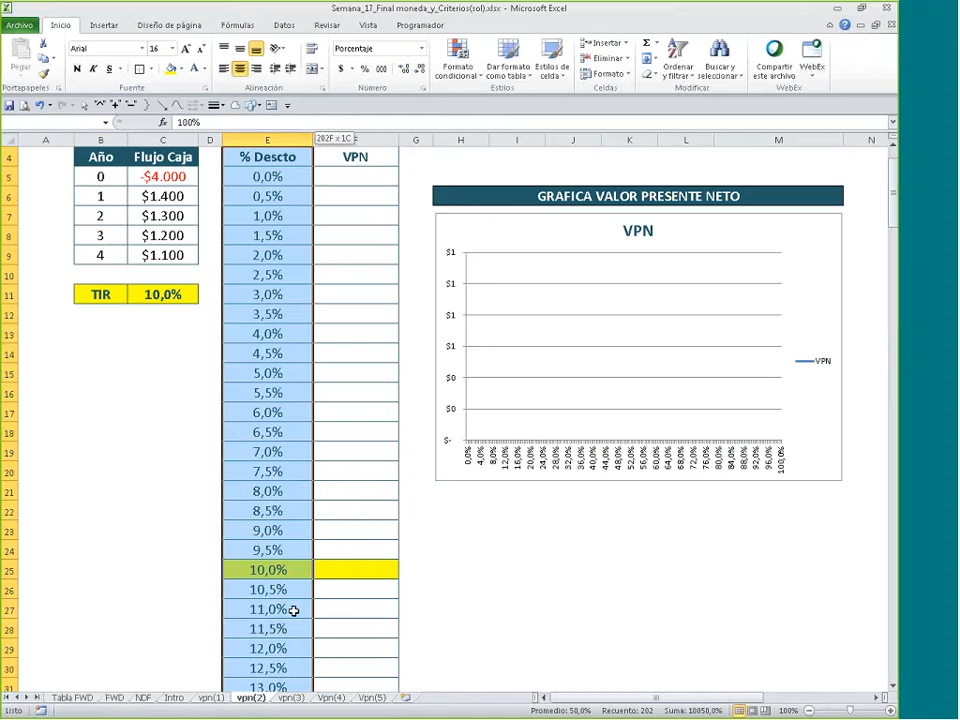 Semana_17_Final moneda_y_Criterios(sol).xlsx - Microsoft Excel
Archivo Inicio Insertar Diseño de página Fórmulas Datos Revisar Vista Programador
Pegar
Arial 16
N K S
Porcentaje
$ % 000
Formato condicional
Dar formato como tabla
Estilos de celda
Insertar
Eliminar
Formato
Ordenar y filtrar
Buscar y seleccionar
Compartir este archivo
WebEx
Portapapeles Fuente Alineación Número Estilos Celdas Modificar WebEx
fx 100%
202F x 1C
A B C D E G H I J K L M N
4 Año Flujo Caja % Descto VPN
5 0 -$4.000 0,0%
6 1 $1.400 0,5% GRAFICA VALOR PRESENTE NETO
7 2 $1.300 1,0%
8 3 $1.200 1,5%
9 4 $1.100 2,0%
10 2,5%
11 TIR 10,0% 3,0%
12 3,5%
13 4,0%
14 4,5%
15 5,0%
16 5,5%
17 6,0%
18 6,5%
19 7,0%
20 7,5%
21 8,0%
22 8,5%
23 9,0%
24 9,5%
25 10,0%
26 10,5%
27 11,0%
28 11,5%
29 12,0%
30 12,5%
31 13,0%
VPN
$1
$1
$1
$1
$0
$0
$-
VPN
0,0% 4,0% 8,0% 12,0% 16,0% 20,0% 24,0% 28,0% 32,0% 36,0% 40,0% 44,0% 48,0% 52,0% 56,0% 60,0% 64,0% 68,0% 72,0% 76,0% 80,0% 84,0% 88,0% 92,0% 96,0% 100,0%
Tabla FWD FWD NDF Intro vpn(1) vpn(2) vpn(3) Vpn(4) Vpn(5)
Listo Promedio: 50,0% Recuento: 202 Suma: 10050,0% 100%